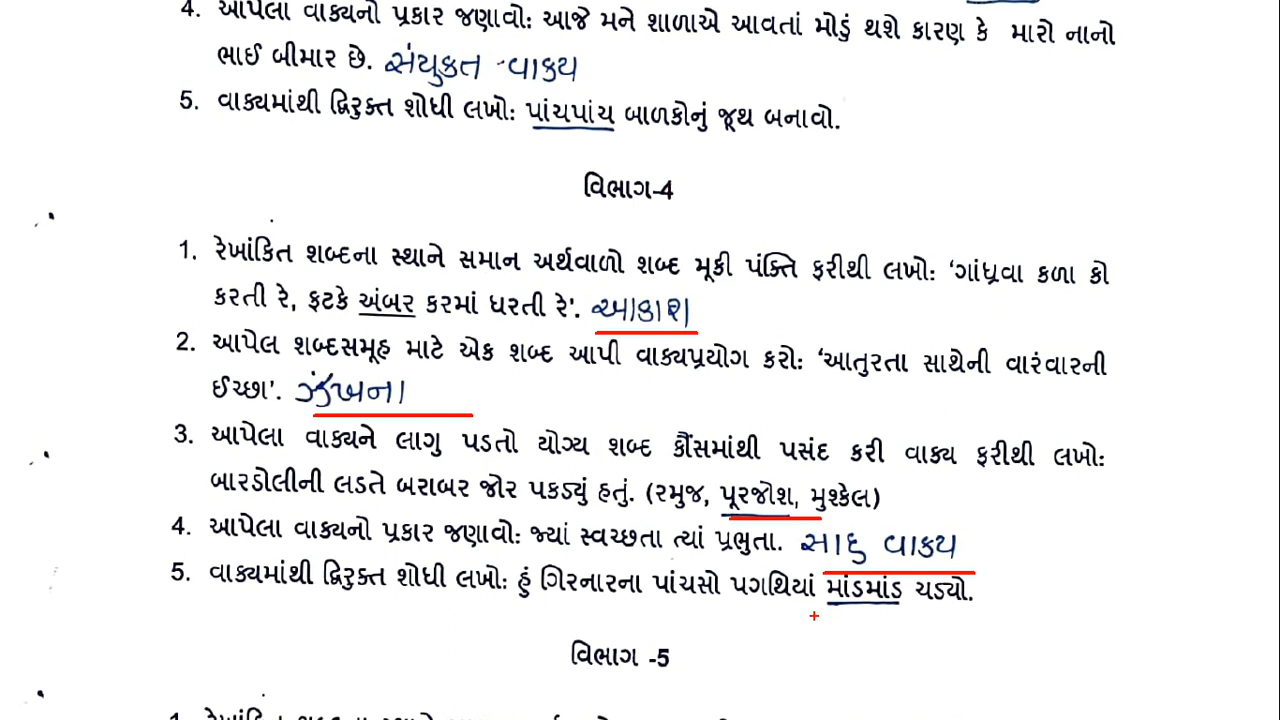 4. આપેલા વાક્યનો પ્રકાર જણાવો: આજે મને શાળાએ આવતાં મોડું થશે કારણ કે મારો નાનો
ભાઈ બીમાર છે. સંયુકત વાક્ય
5. વાક્યમાંથી દ્વિરુક્ત શોધી લખો: પાંચપાંચ બાળકોનું જૂથ બનાવો.
વિભાગ-4
1. રેખાંકિત શબ્દના સ્થાને સમાન અર્થવાળો શબ્દ મૂકી પંક્તિ ફરીથી લખો: 'ગાંધ્રવા કળા કો
કરતી રે, ફટકે અંબર કરમાં ધરતી રે'. આકાશ
2. આપેલ શબ્દસમૂહ માટે એક શબ્દ આપી વાક્યપ્રયોગ કરો: 'આતુરતા સાથેની વારંવારની
ઈચ્છા'. ઝંખના
3. આપેલા વાક્યને લાગુ પડતો યોગ્ય શબ્દ કૌંસમાંથી પસંદ કરી વાક્ય ફરીથી લખો:
બારડોલીની લડતે બરાબર જોર પકડ્યું હતું. (રમુજ, પૂરજોશ, મુશ્કેલ)
4. આપેલા વાક્યનો પ્રકાર જણાવો: જ્યાં સ્વચ્છતા ત્યાં પ્રભુતા. સાદુ વાક્ય
5. વાક્યમાંથી દ્વિરુક્ત શોધી લખો: હું ગિરનારના પાંચસો પગથિયાં માંડમાંડ ચડ્યો.
વિભાગ -5